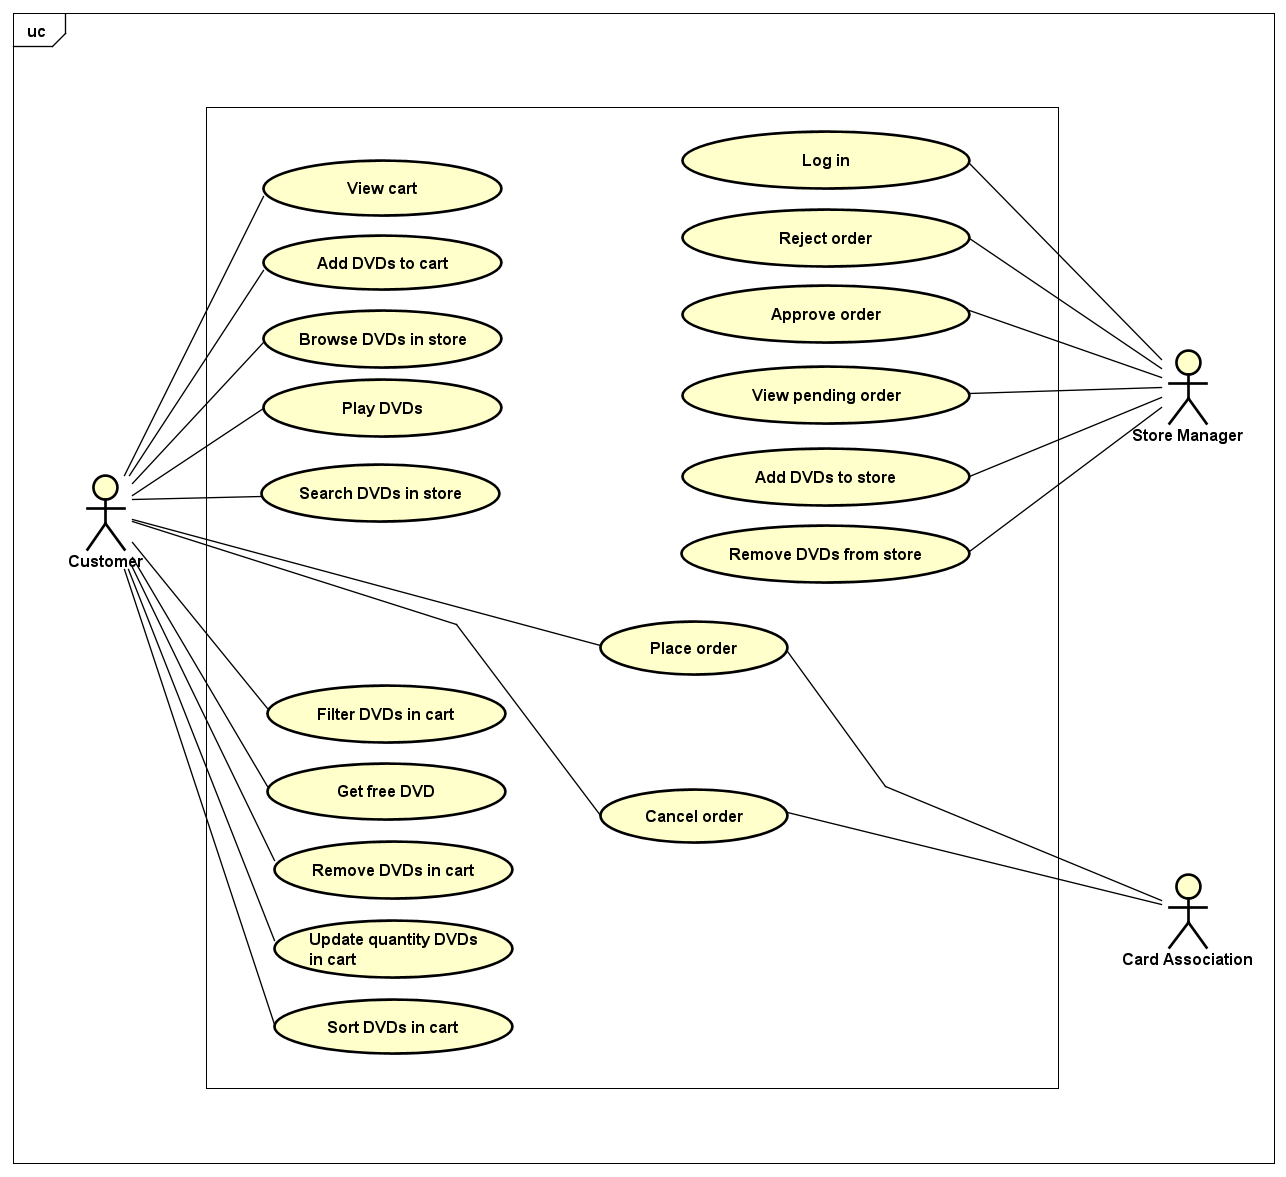 uc
View cart
Add DVDs to cart
Browse DVDs in store
Play DVDs
Search DVDs in store
Log in
Reject order
Approve order
View pending order
Add DVDs to store
Remove DVDs from store
Store Manager
Customer
Place order
Cancel order
Filter DVDs in cart
Get free DVD
Remove DVDs in cart
Update quantity DVDs
in cart
Sort DVDs in cart
Card Association